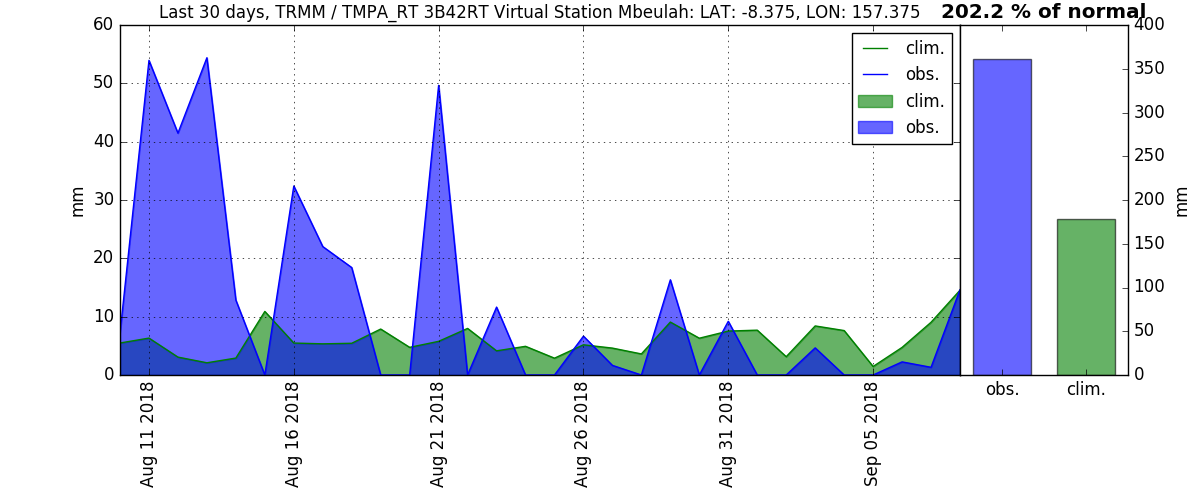 Last 30 days, TRMM / TMPA_RT 3B42RT Virtual Station Mbeulah: LAT: -8.375, LON: 157.375
202.2 % of normal
60
50
40
30
20
10
0
mm
clim.
obs.
clim.
obs.
400
350
300
250
200
150
100
50
0
mm
obs.
clim.
Aug 11 2018
Aug 16 2018
Aug 21 2018
Aug 26 2018
Aug 31 2018
Sep 05 2018